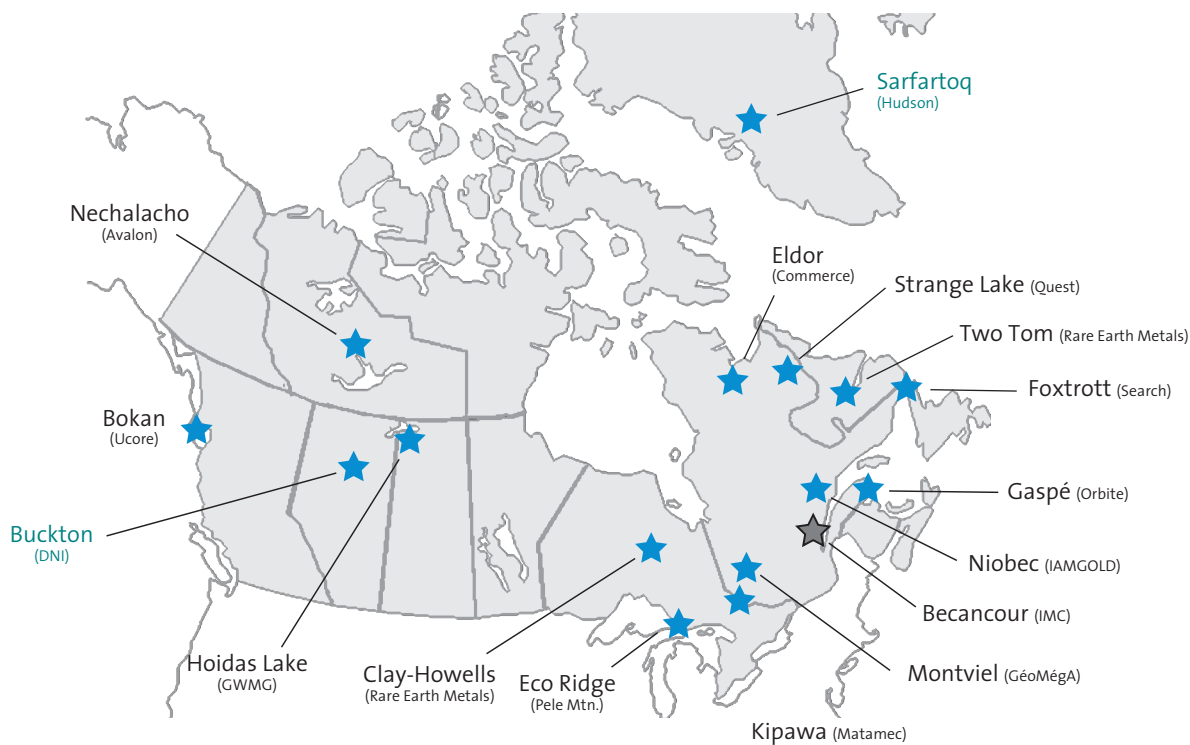 Sarfartoq
(Hudson)
Nechalacho
(Avalon)
Eldor
(Commerce)
Strange Lake (Quest)
Two Tom (Rare Earth Metals)
Foxtrott (Search)
Bokan
(Ucore)
Gaspé (Orbite)
Buckton
(DNI)
Niobec (IAMGOLD)
Becancour (IMC)
Hoidas Lake
(GWMG)
Clay-Howells
(Rare Earth Metals)
Eco Ridge
(Pele Mtn.)
Montviel (GéoMégA)
Kipawa (Matamec)